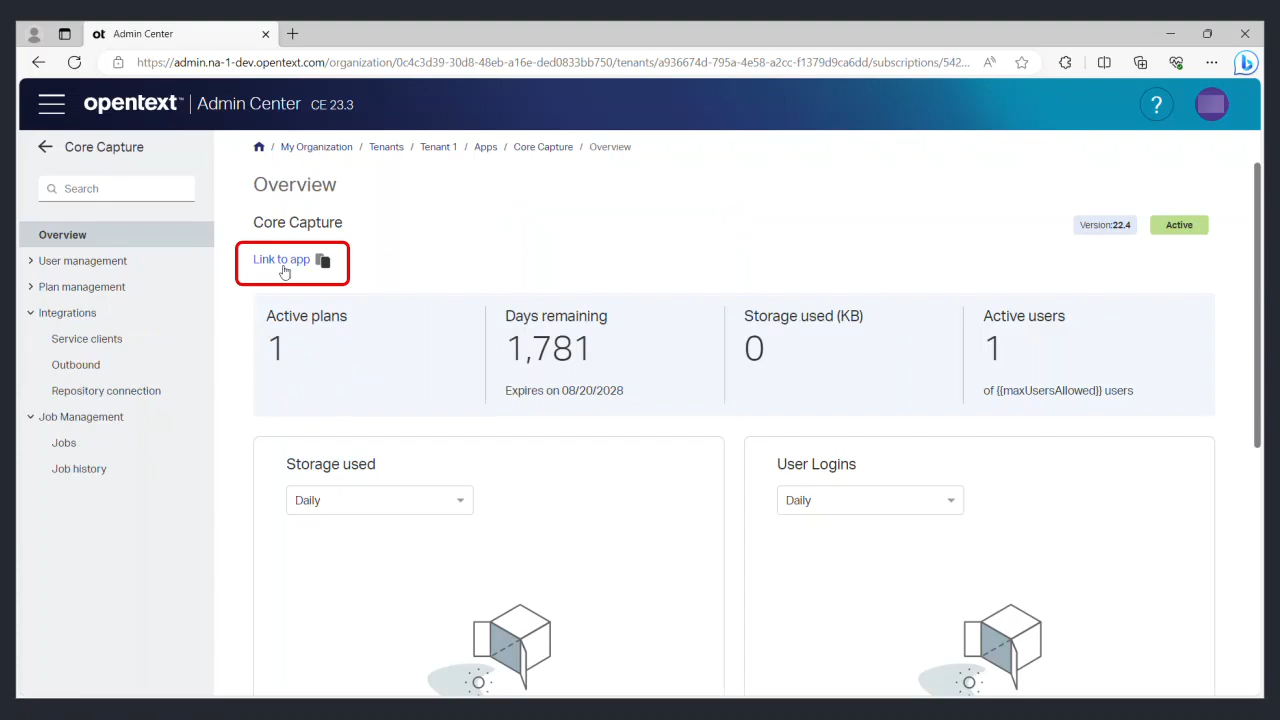 ot Admin Center
https://admin.na-1-dev.opentext.com/organization/0c4c3d39-30d8-48eb-a16e-ded0833bb750/tenants/a936674d-795a-4e58-a2cc-f1379d9ca6dd/subscriptions/542...
opentext™ | Admin Center CE 23.3
?
Core Capture
Search
Overview
User management
Plan management
Integrations
Service clients
Outbound
Repository connection
Job Management
Jobs
Job history
/ My Organization / Tenants / Tenant 1 / Apps / Core Capture / Overview
Overview
Core Capture
Version:22.4 Active
Link to app
Active plans
1
Days remaining
1,781
Expires on 08/20/2028
Storage used (KB)
0
Active users
1
of {{maxUsersAllowed}} users
Storage used
Daily
User Logins
Daily